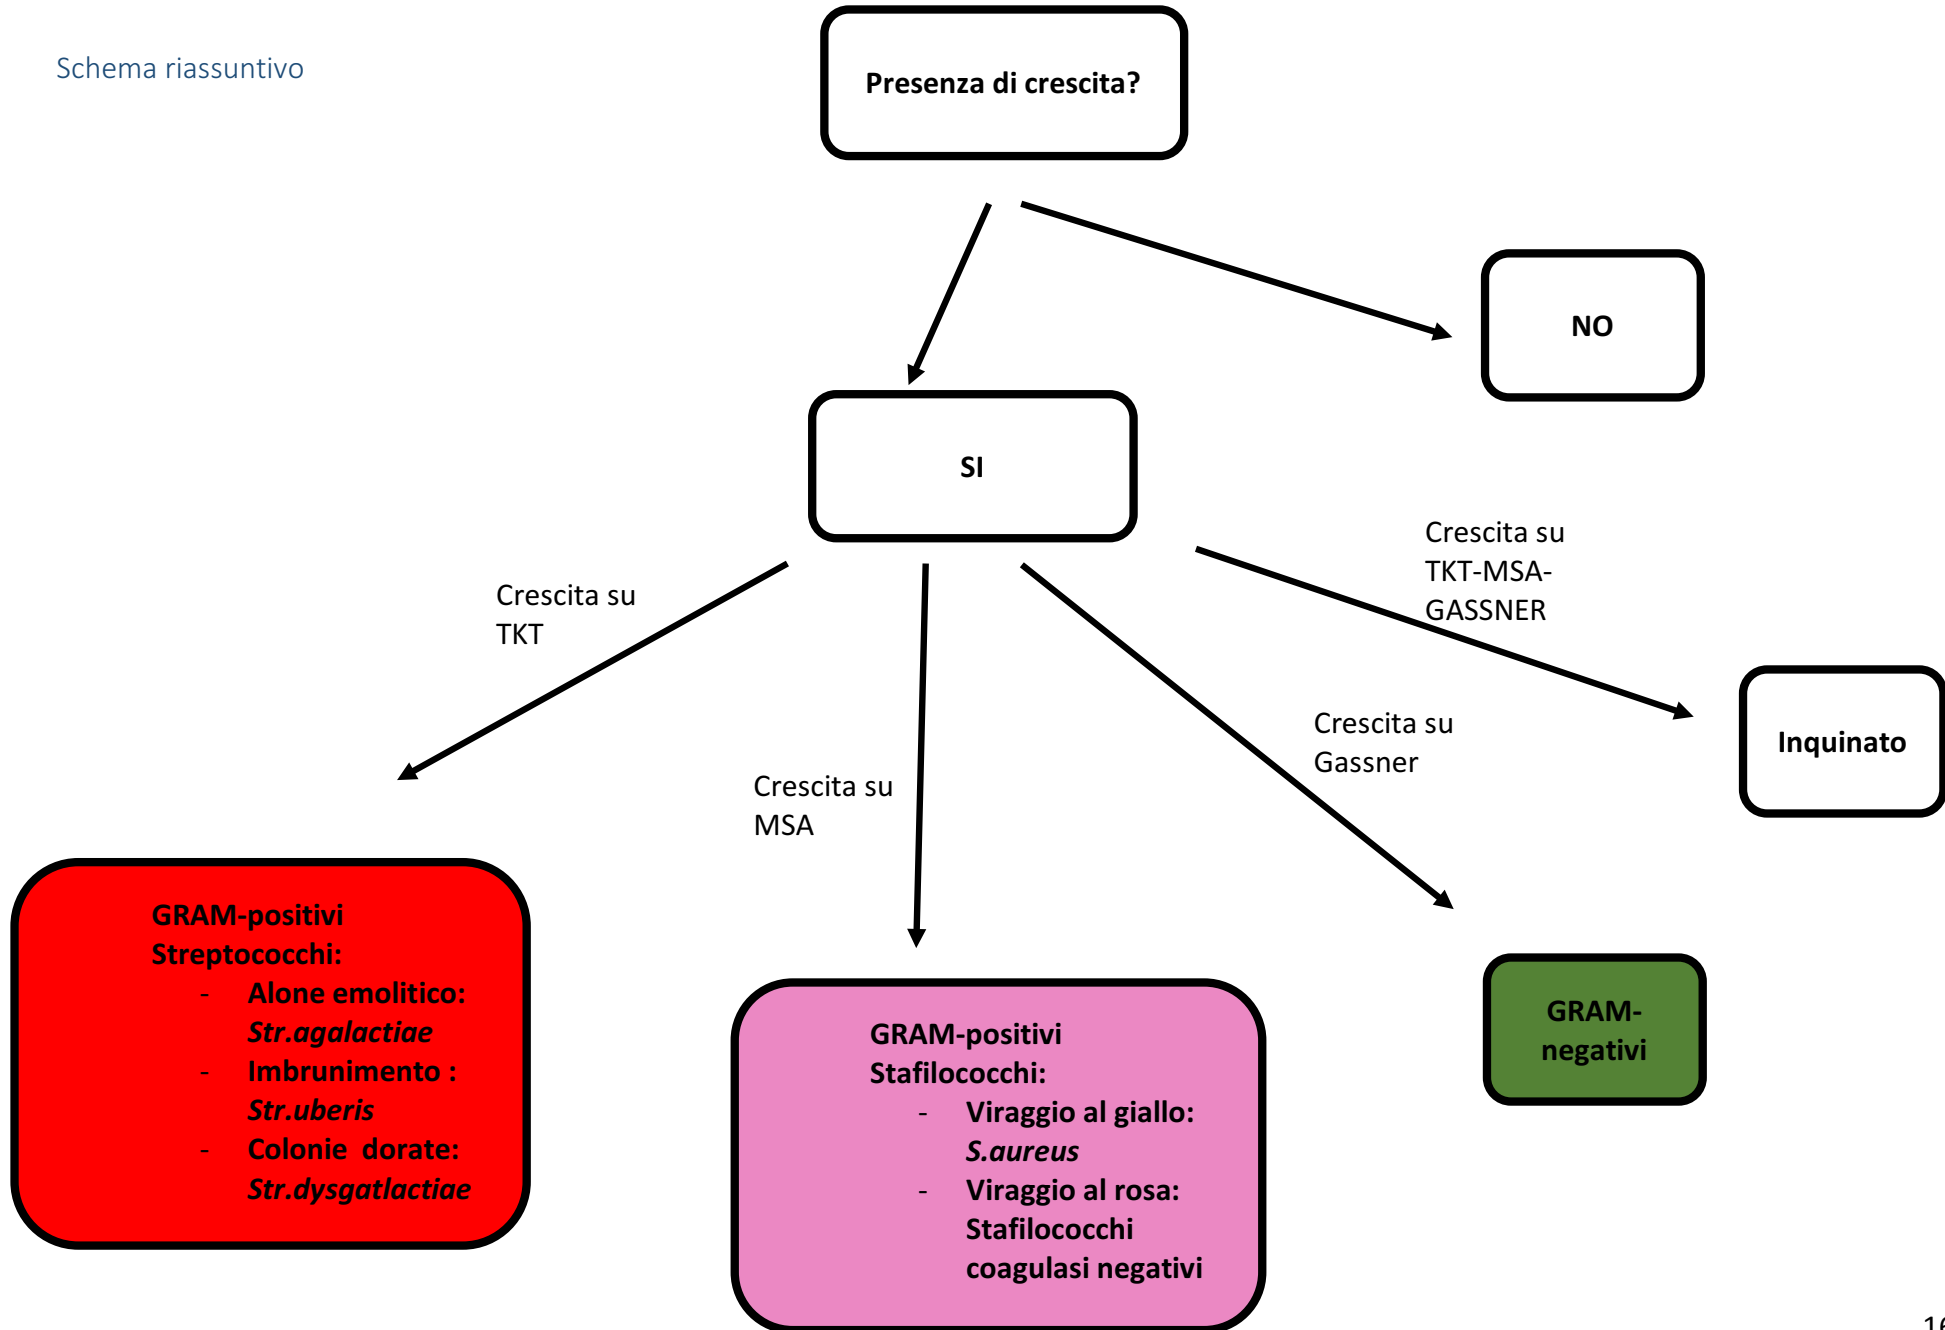 Schema riassuntivo
Presenza di crescita?
NO
SI
Crescita su
TKT-MSA-
GASSNER
Crescita su
TKT
Crescita su
Gassner
Inquinato
Crescita su
MSA
GRAM-positivi
Streptococchi:
- Alone emolitico:
Str.agalactiae
- Imbrunimento :
Str.uberis
- Colonie dorate:
Str.dysgatlactiae
GRAM-positivi
Stafilococchi:
- Viraggio al giallo:
S.aureus
- Viraggio al rosa:
Stafilococchi
coagulasi negativi
GRAM-
negativi
16